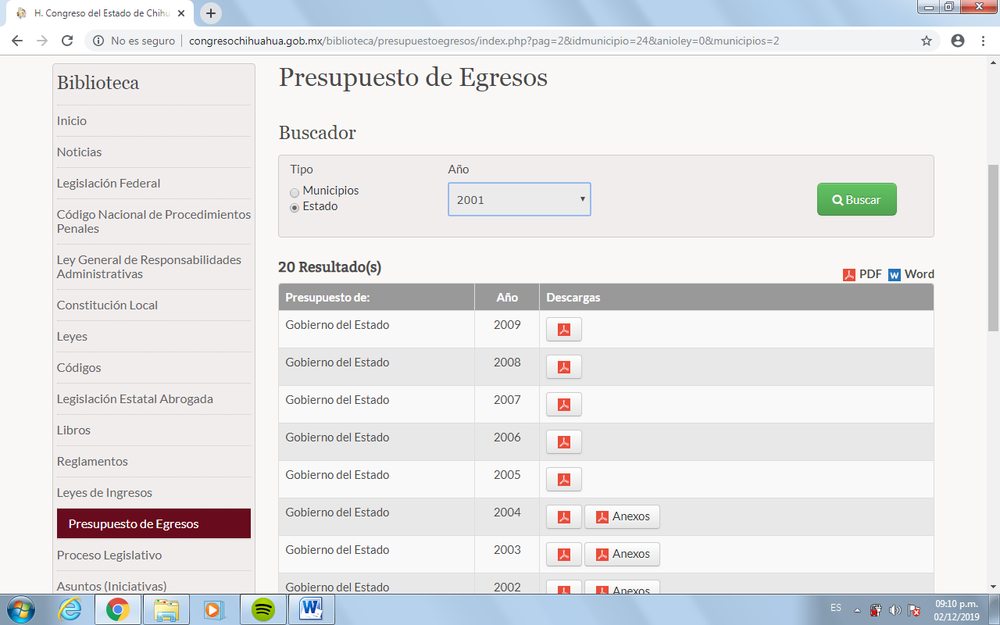 H. Congreso del Estado de Chihu
No es seguro
congresochihuahua.gob.mx/biblioteca/presupuestoegresos/index.php?pag=2&idmunicipio=24&anioley=0&municipios=2
Biblioteca
Inicio
Noticias
Legislación Federal
Código Nacional de Procedimientos
Penales
Ley General de Responsabilidades
Administrativas
Constitución Local
Leyes
Códigos
Legislación Estatal Abrogada
Libros
Reglamentos
Leyes de Ingresos
Presupuesto de Egresos
Proceso Legislativo
Asuntos (Iniciativas)
Presupuesto de Egresos
Buscador
Tipo
Año
Municipios
Estado
2001
Buscar
20 Resultado(s)
PDF Word
Presupuesto de: Año Descargas
Gobierno del Estado 2009
Gobierno del Estado 2008
Gobierno del Estado 2007
Gobierno del Estado 2006
Gobierno del Estado 2005
Gobierno del Estado 2004 Anexos
Gobierno del Estado 2003 Anexos
Gobierno del Estado 2002 Anexos
ES
09:10 p.m.
02/12/2019